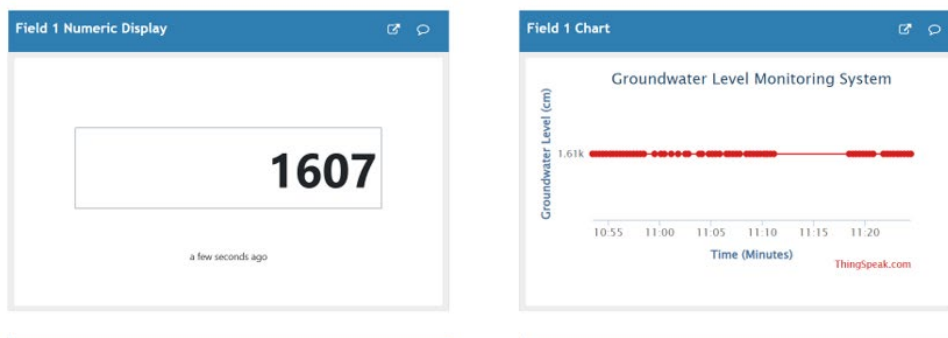 Field 1 Numeric Display
1607
a few seconds ago
Field 1 Chart
Groundwater Level Monitoring System
Groundwater Level (cm)
1.61k
10:55 11:00 11:05 11:10 11:15 11:20
Time (Minutes)
ThingSpeak.com